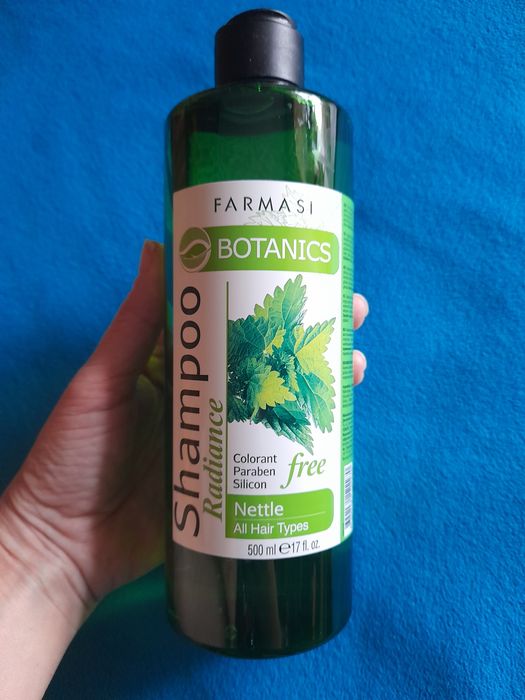 FARMASI
BOTANICS
Shampoo
Radiance
Colorant
Paraben
Silicon
free
Nettle
All Hair Types
500 ml ℮17 fl. oz.